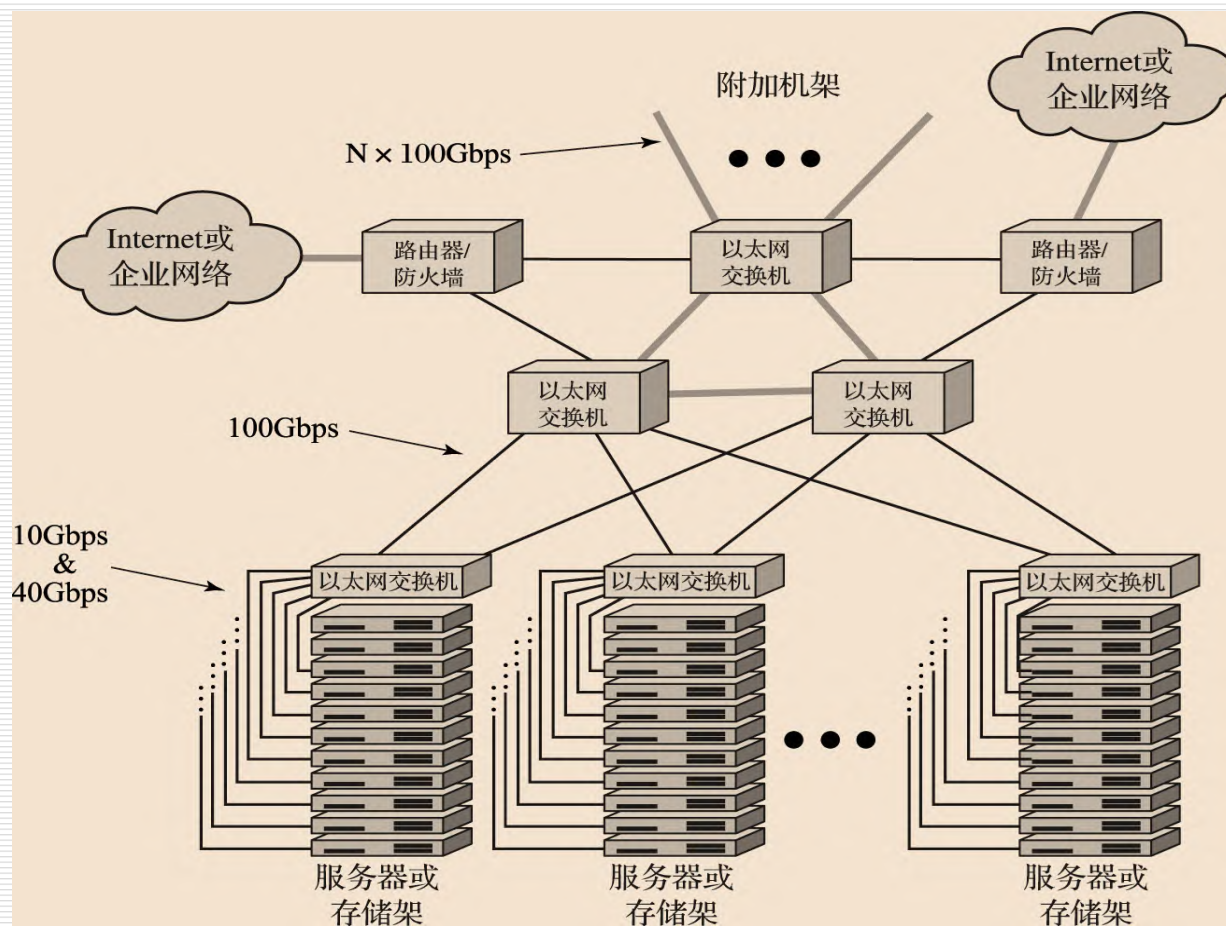 附加机架
Internet或
企业网络
N × 100Gbps
Internet或
企业网络
路由器/
防火墙
以太网
交换机
路由器/
防火墙
以太网
交换机
以太网
交换机
100Gbps
10Gbps
&
40Gbps
以太网交换机
以太网交换机
以太网交换机
服务器或
存储架
服务器或
存储架
服务器或
存储架